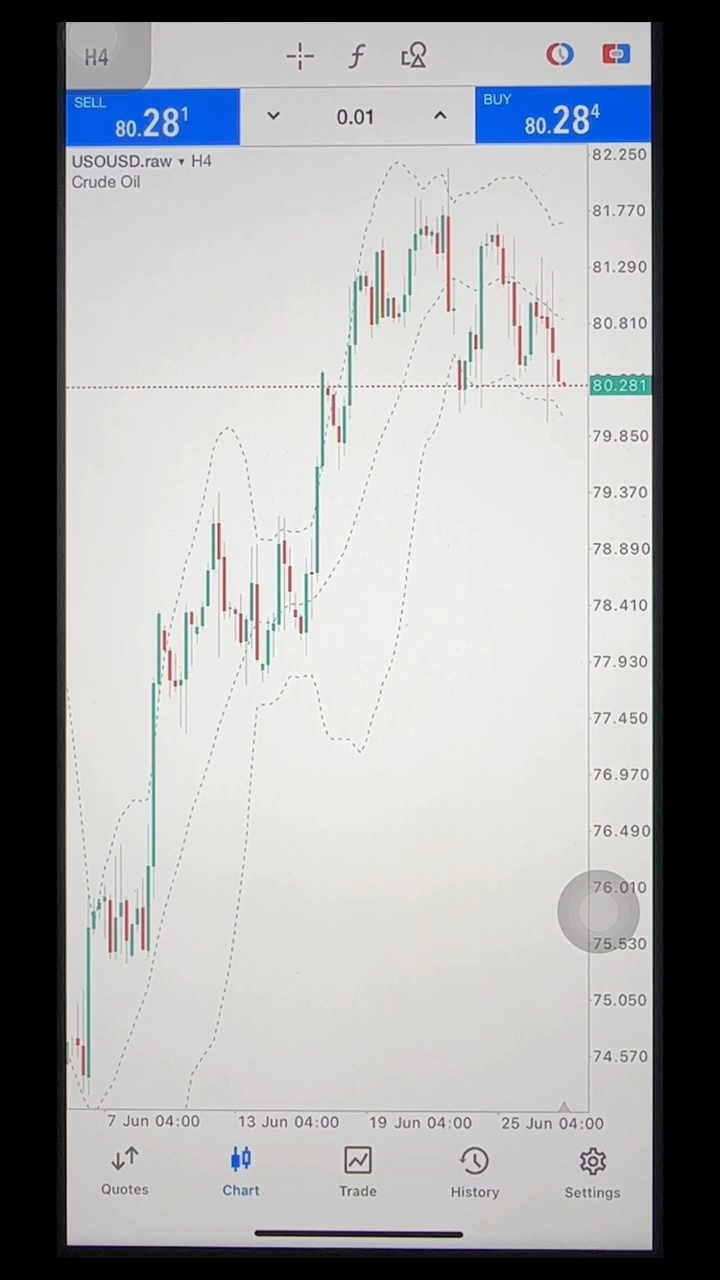 H4
f
SELL
80.28¹
0.01
BUY
80.28⁴
USOUSD.raw ▾ H4
Crude Oil
82.250
81.770
81.290
80.810
80.281
79.850
79.370
78.890
78.410
77.930
77.450
76.970
76.490
76.010
75.530
75.050
74.570
7 Jun 04:00
13 Jun 04:00
19 Jun 04:00
25 Jun 04:00
Quotes
Chart
Trade
History
Settings